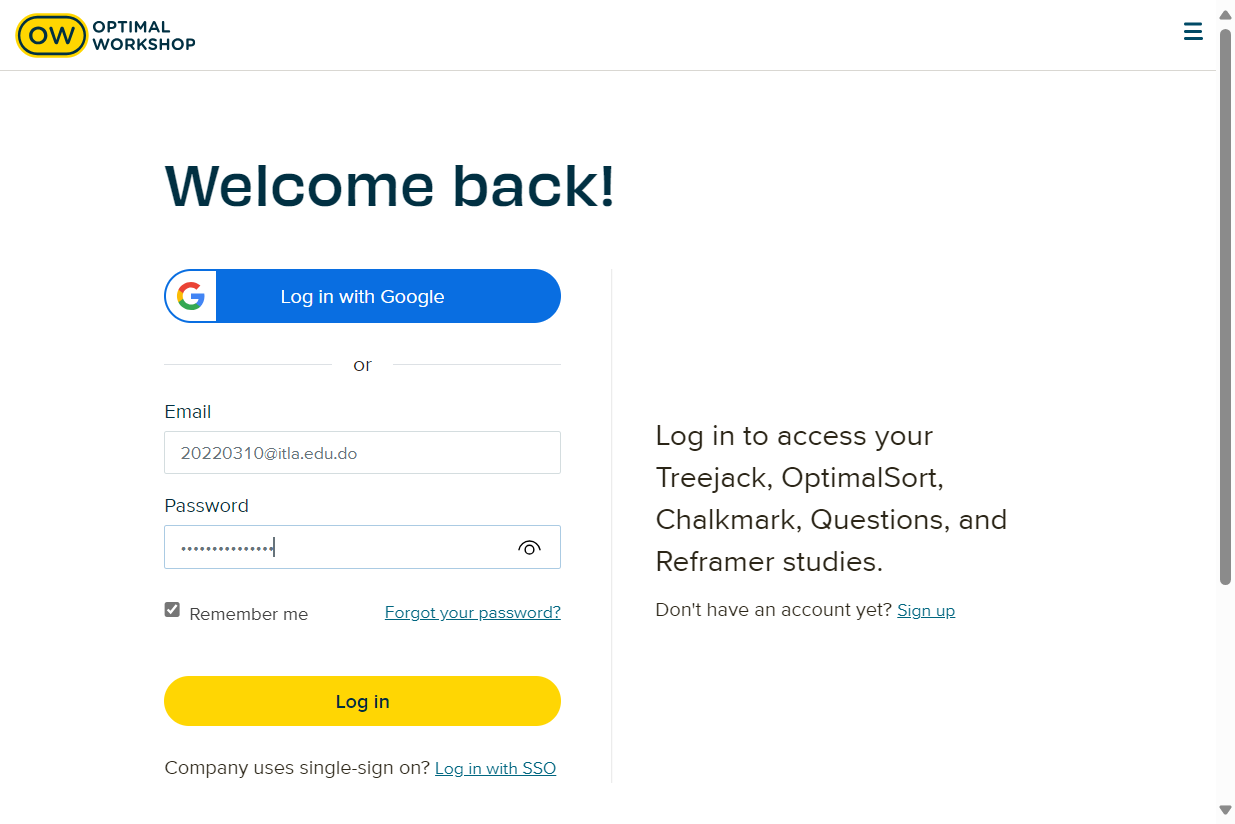 OW OPTIMAL
WORKSHOP
Welcome back!
G Log in with Google
or
Email
20220310@itla.edu.do
Password
•••••••••••••••
Remember me
Forgot your password?
Log in
Company uses single-sign on? Log in with SSO
Log in to access your
Treejack, OptimalSort,
Chalkmark, Questions, and
Reframer studies.
Don't have an account yet? Sign up